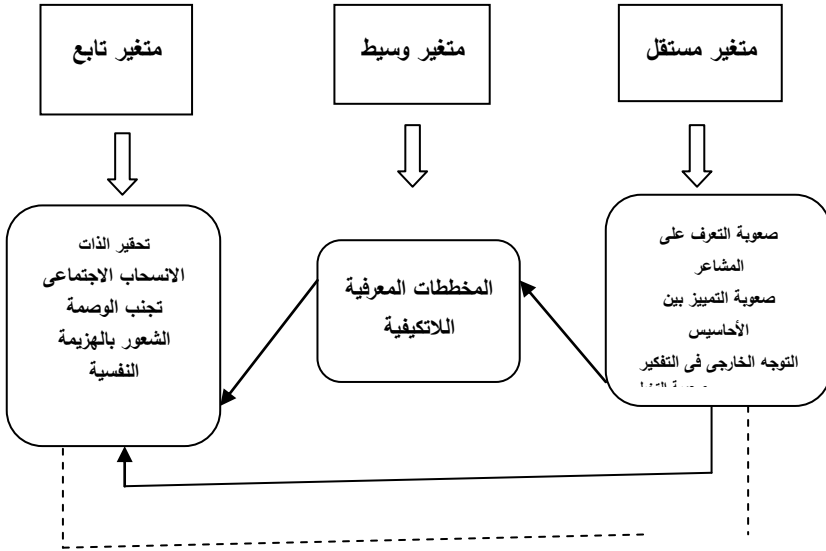 متغير مستقل
متغير وسيط
متغير تابع
صعوبة التعرف على
المشاعر
صعوبة التمييز بين
الأحاسيس
التوجه الخارجى فى التفكير
المخططات المعرفية
اللاتكيفية
تحقير الذات
الانسحاب الاجتماعى
تجنب الوصمة
الشعور بالهزيمة
النفسية